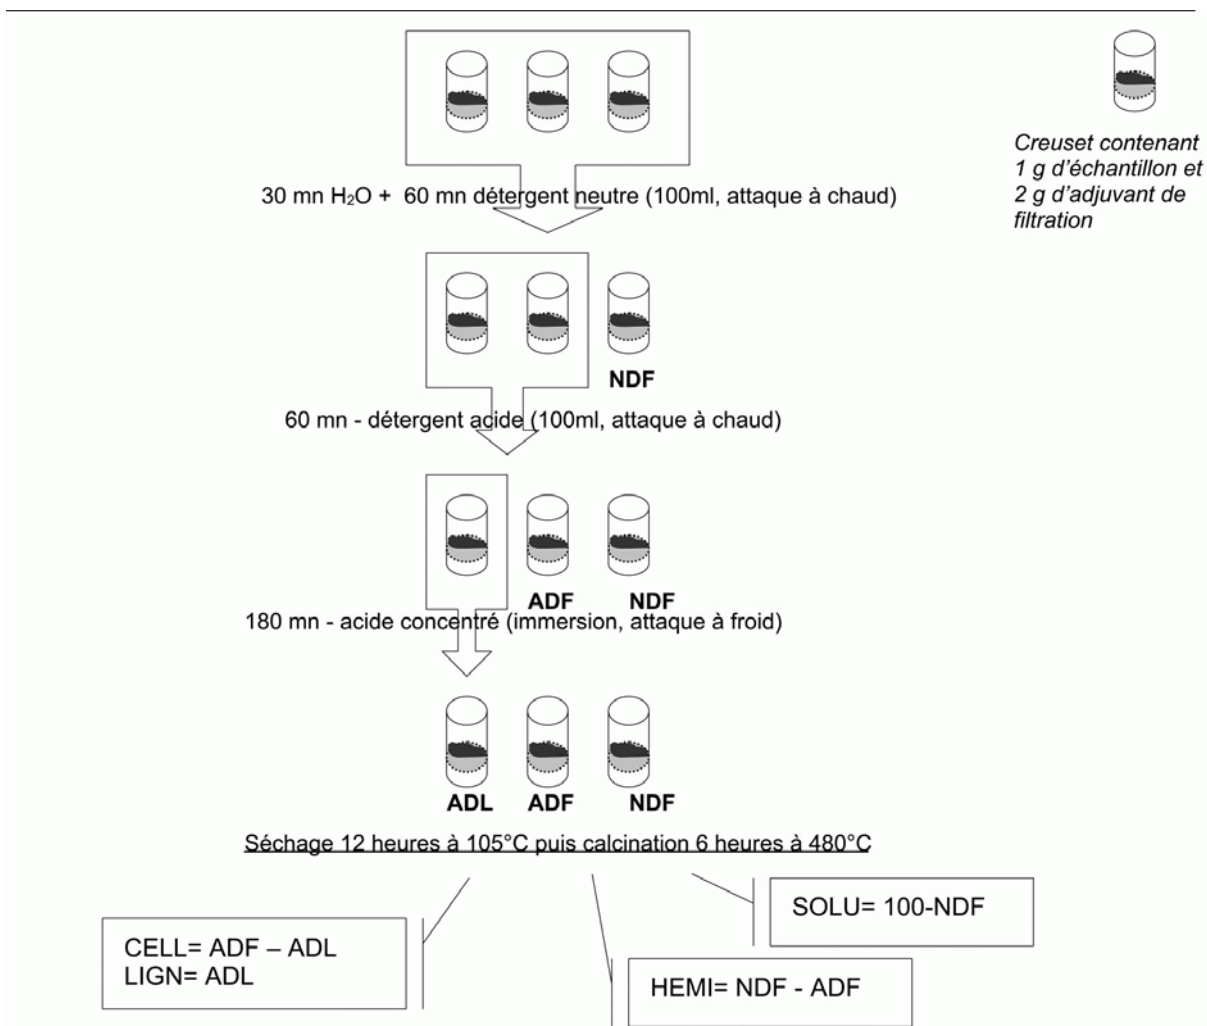 Creuset contenant
1 g d'échantillon et
2 g d'adjuvant de
filtration
30 mn H₂O + 60 mn détergent neutre (100ml, attaque à chaud)
NDF
60 mn - détergent acide (100ml, attaque à chaud)
ADF NDF
180 mn - acide concentré (immersion, attaque à froid)
ADL ADF NDF
Séchage 12 heures à 105°C puis calcination 6 heures à 480°C
SOLU= 100-NDF
CELL= ADF – ADL
LIGN= ADL
HEMI= NDF - ADF